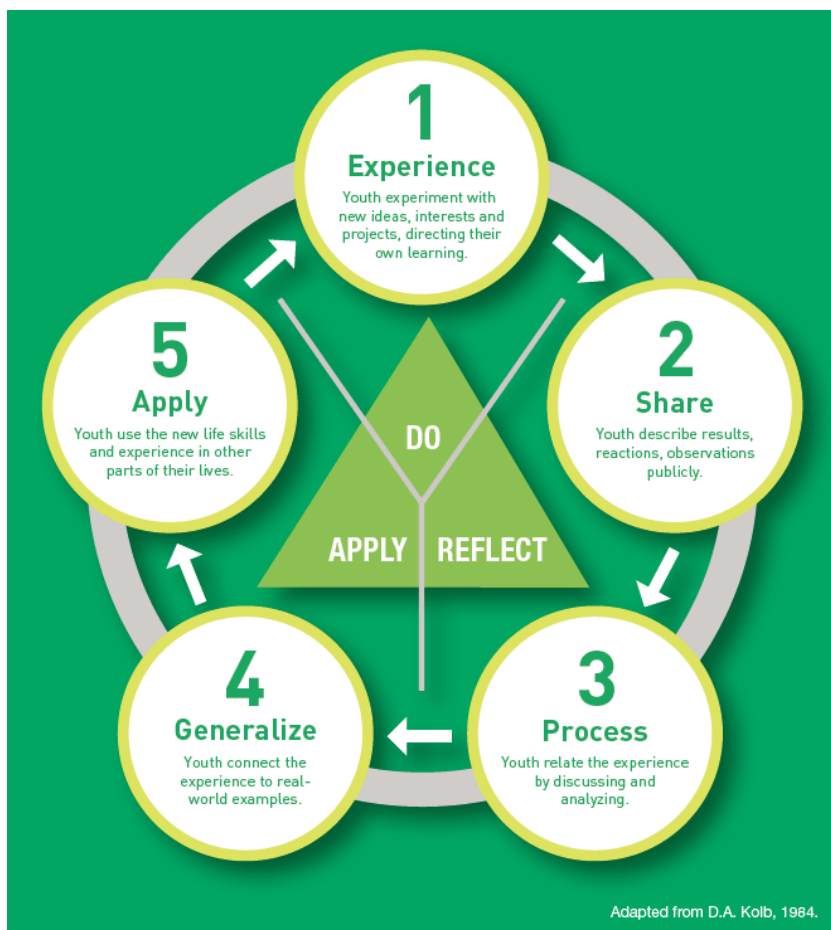 1
Experience
Youth experiment with
new ideas, interests and
projects, directing their
own learning.
2
Share
Youth describe results,
reactions, observations
publicly.
3
Process
Youth relate the experience
by discussing and
analyzing.
4
Generalize
Youth connect the
experience to real-
world examples.
5
Apply
Youth use the new life skills
and experience in other
parts of their lives.
DO
APPLY
REFLECT
Adapted from D.A. Kolb, 1984.